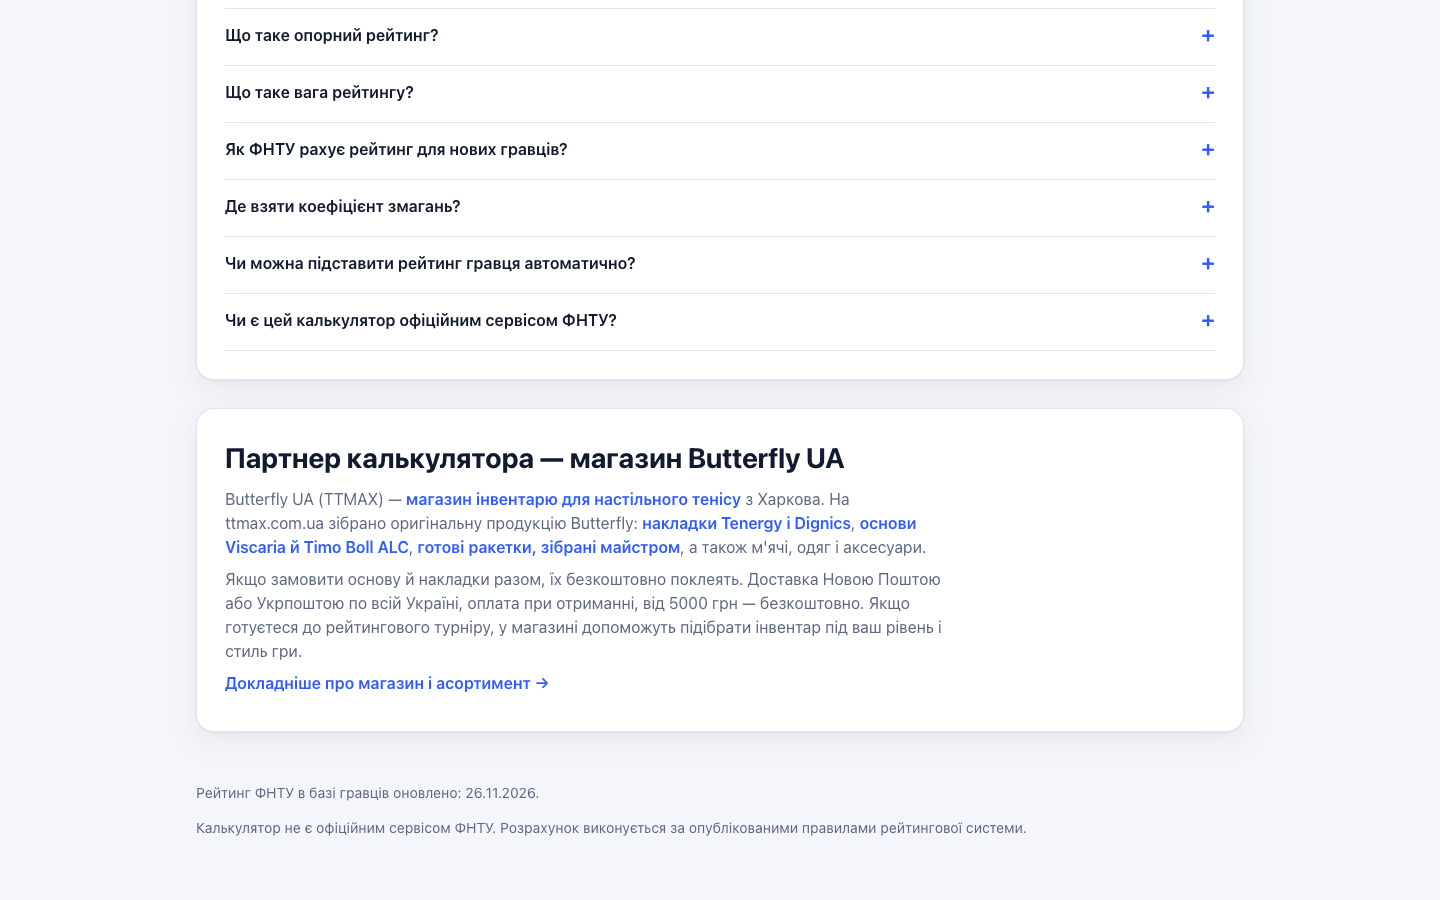 Що таке опорний рейтинг?
+
Що таке вага рейтингу?
+
Як ФНТУ рахує рейтинг для нових гравців?
+
Де взяти коефіцієнт змагань?
+
Чи можна підставити рейтинг гравця автоматично?
+
Чи є цей калькулятор офіційним сервісом ФНТУ?
+
Партнер калькулятора — магазин Butterfly UA
Butterfly UA (TTMAX) — магазин інвентарю для настільного тенісу з Харкова. На
ttmax.com.ua зібрано оригінальну продукцію Butterfly: накладки Tenergy і Dignics, основи
Viscaria й Timo Boll ALC, готові ракетки, зібрані майстром, а також м'ячі, одяг і аксесуари.
Якщо замовити основу й накладки разом, їх безкоштовно поклеять. Доставка Новою Поштою
або Укрпоштою по всій Україні, оплата при отриманні, від 5000 грн — безкоштовно. Якщо
готуєтеся до рейтингового турніру, у магазині допоможуть підібрати інвентар під ваш рівень і
стиль гри.
Докладніше про магазин і асортимент →
Рейтинг ФНТУ в базі гравців оновлено: 26.11.2026.
Калькулятор не є офіційним сервісом ФНТУ. Розрахунок виконується за опублікованими правилами рейтингової системи.